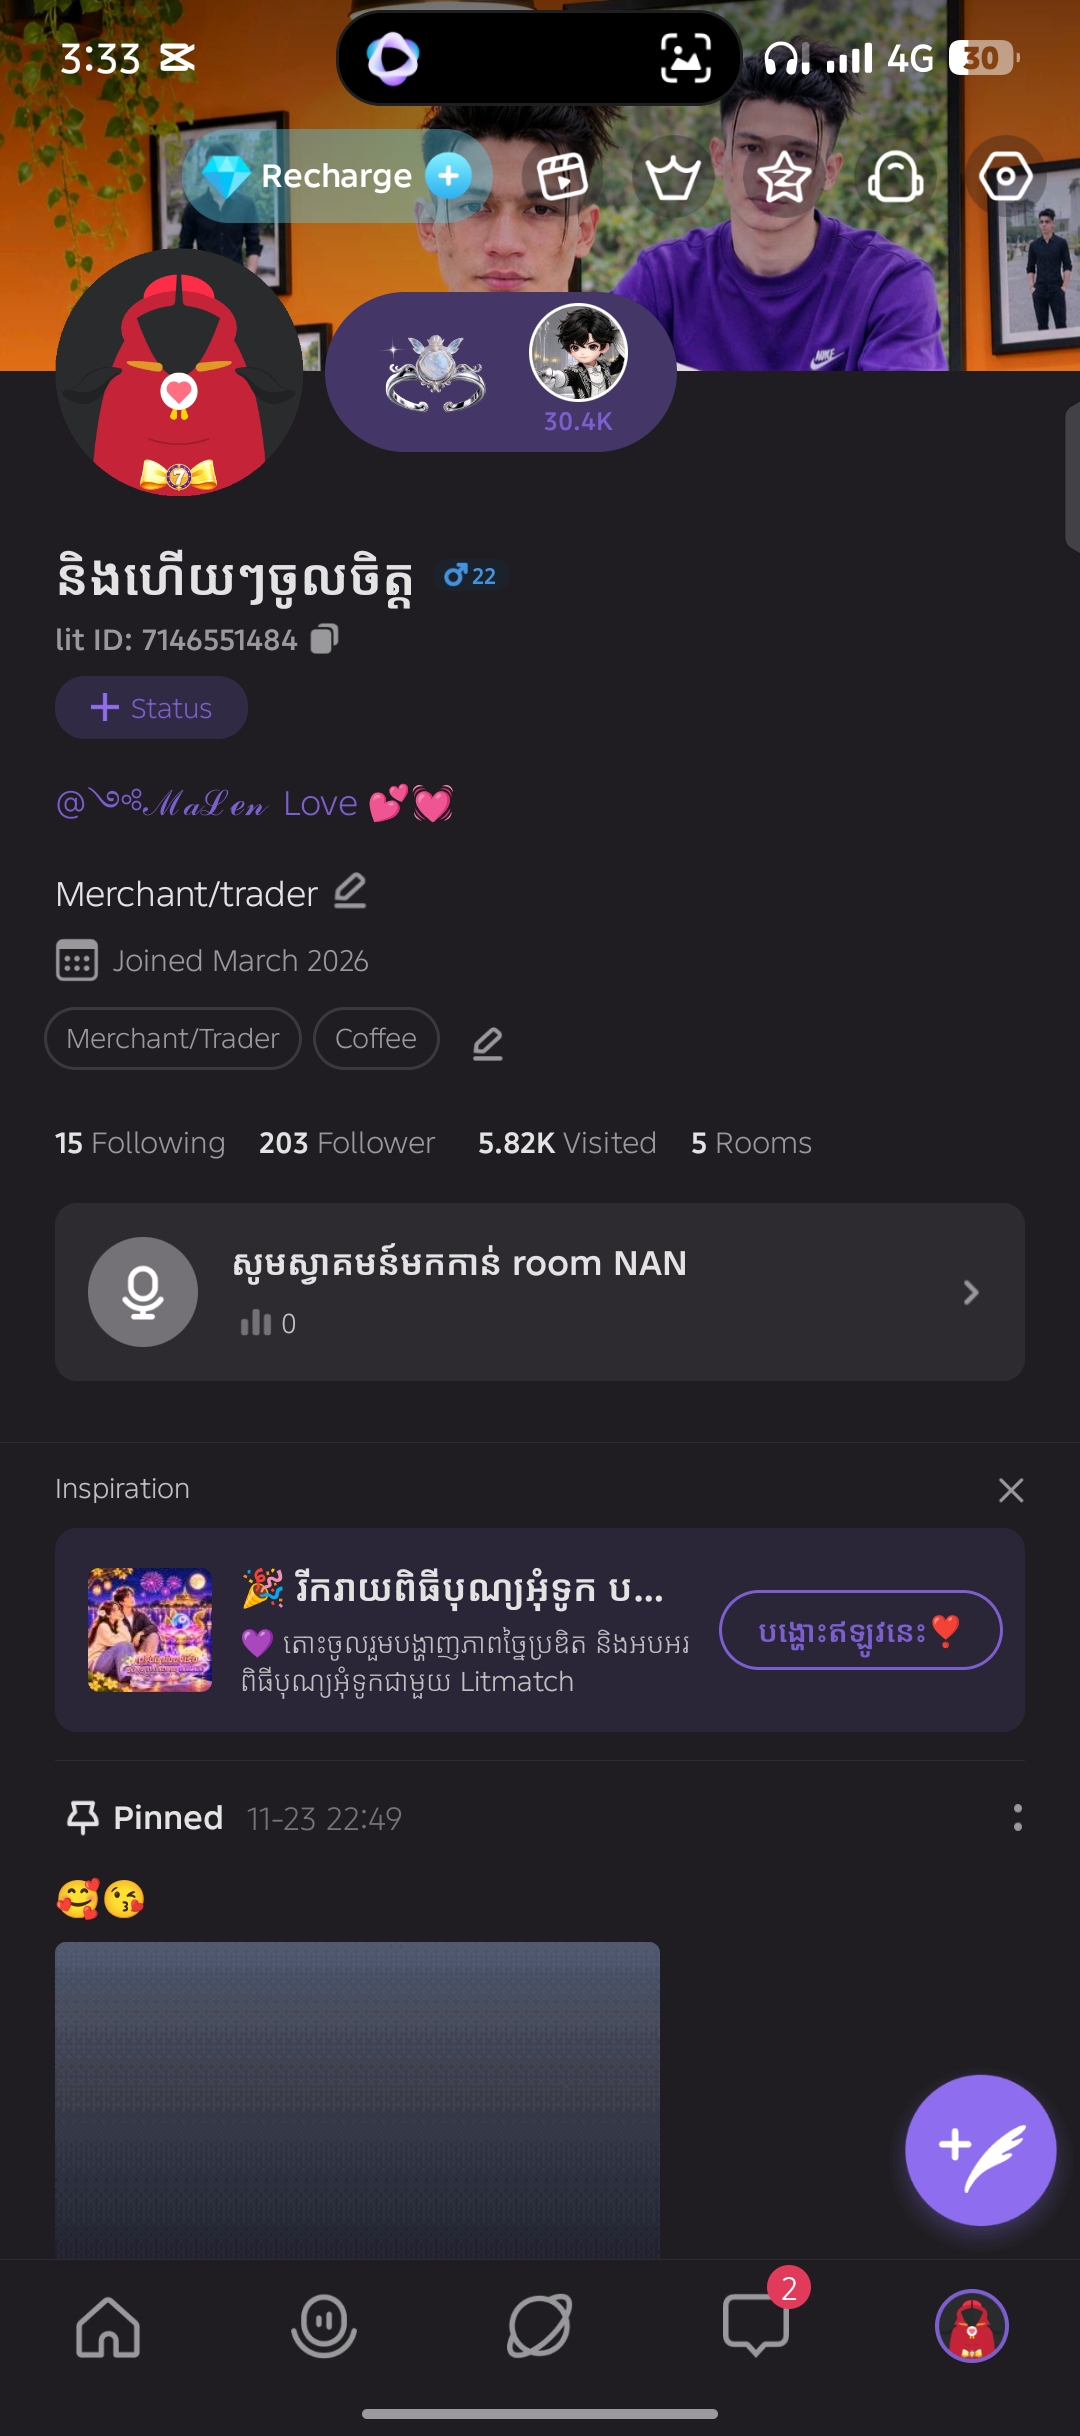 3:33 4G 30
Recharge
NIKE
30.4K
7
និងហើយៗចូលចិត្ត 22
lit ID: 7146551484
Status
@༄༂ℳ𝒶ℒℯ𝓃 Love 💕💓
Merchant/trader
Joined March 2026
Merchant/Trader Coffee
15 Following 203 Follower 5.82K Visited 5 Rooms
សូមស្វាគមន៍មកកាន់ room NAN
0
Inspiration
🎉 រីករាយពិធីបុណ្យអុំទូក ប...
💜 តោះចូលរួមបង្ហាញភាពច្នៃប្រឌិត និងអបអរ
ពិធីបុណ្យអុំទូកជាមួយ Litmatch
បង្ហោះឥឡូវនេះ❤️
Pinned 11-23 22:49
🥰😘
2